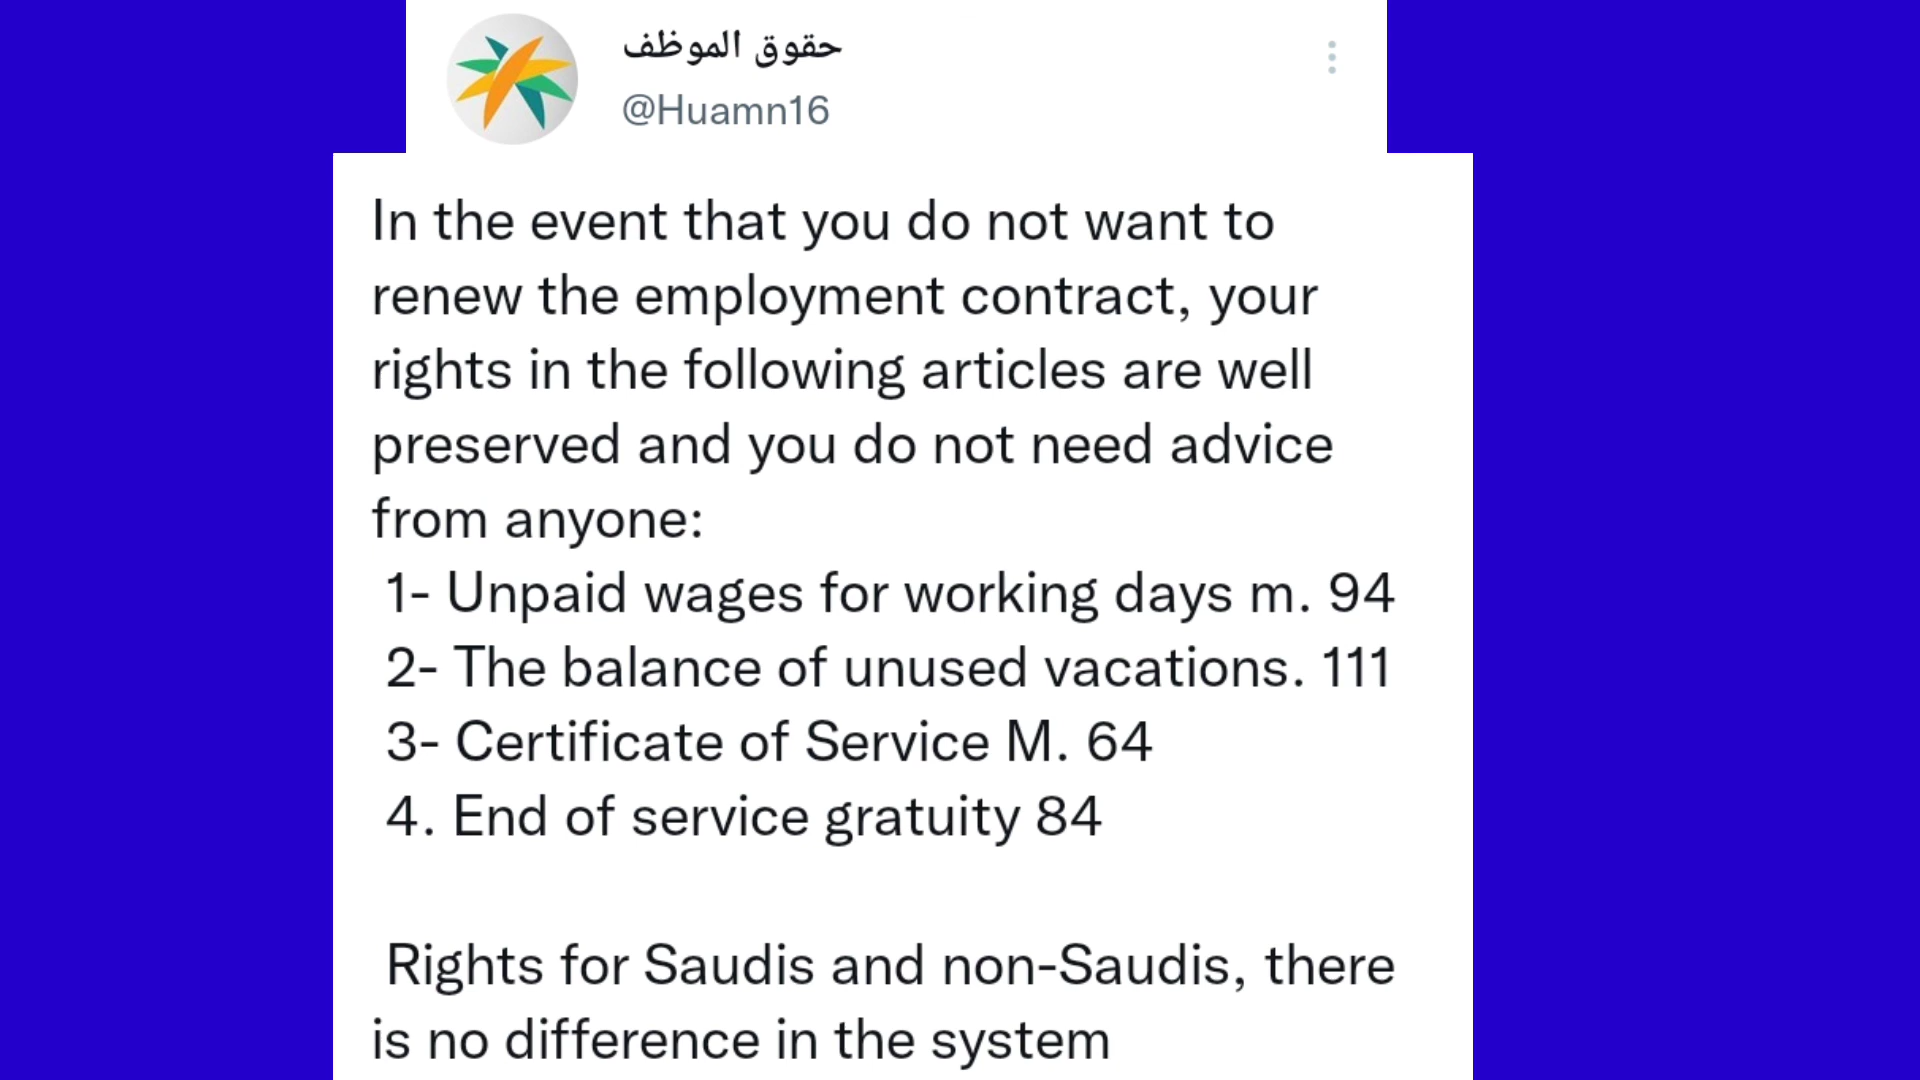 حقوق الموظف
@Huamn16
In the event that you do not want to
renew the employment contract, your
rights in the following articles are well
preserved and you do not need advice
from anyone:
1- Unpaid wages for working days m. 94
2- The balance of unused vacations. 111
3- Certificate of Service M. 64
4. End of service gratuity 84
Rights for Saudis and non-Saudis, there
is no difference in the system